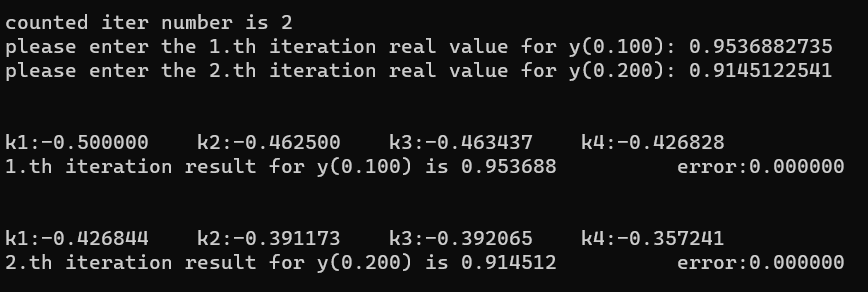 counted iter number is 2
please enter the 1.th iteration real value for y(0.100): 0.9536882735
please enter the 2.th iteration real value for y(0.200): 0.9145122541
k1:-0.500000    k2:-0.462500    k3:-0.463437    k4:-0.426828
1.th iteration result for y(0.100) is 0.953688          error:0.000000
k1:-0.426844    k2:-0.391173    k3:-0.392065    k4:-0.357241
2.th iteration result for y(0.200) is 0.914512          error:0.000000